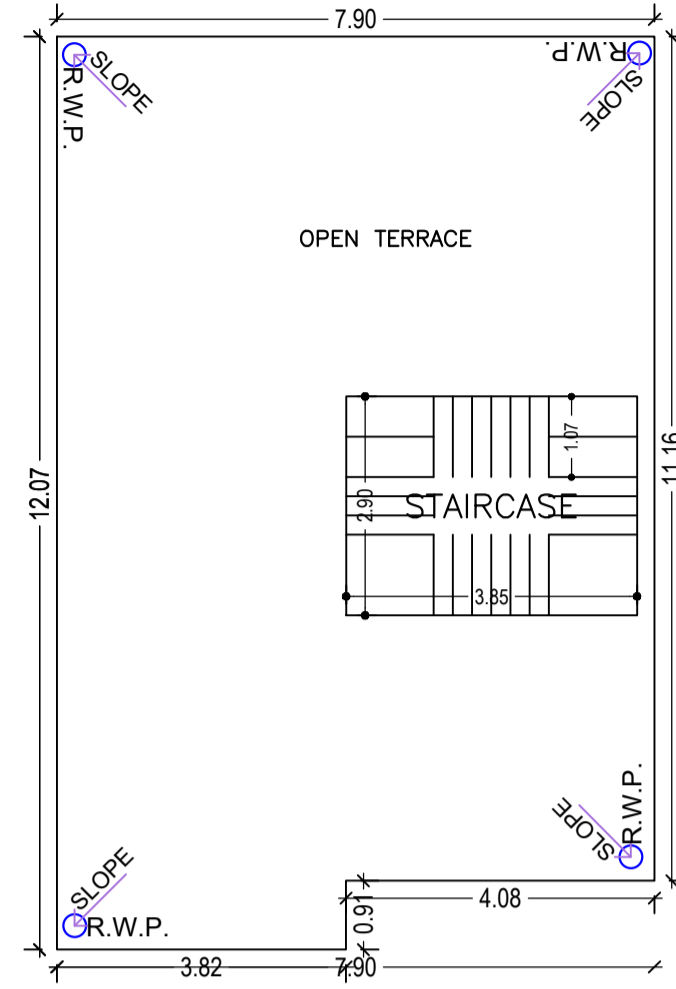 7.90
SLOPE
R.W.P.
R.W.P.
SLOPE
OPEN TERRACE
12.07
11.16
1.07
2.90
STAIRCASE
3.85
R.W.P.
SLOPE
SLOPE
R.W.P.
0.91
4.08
3.82
7.90